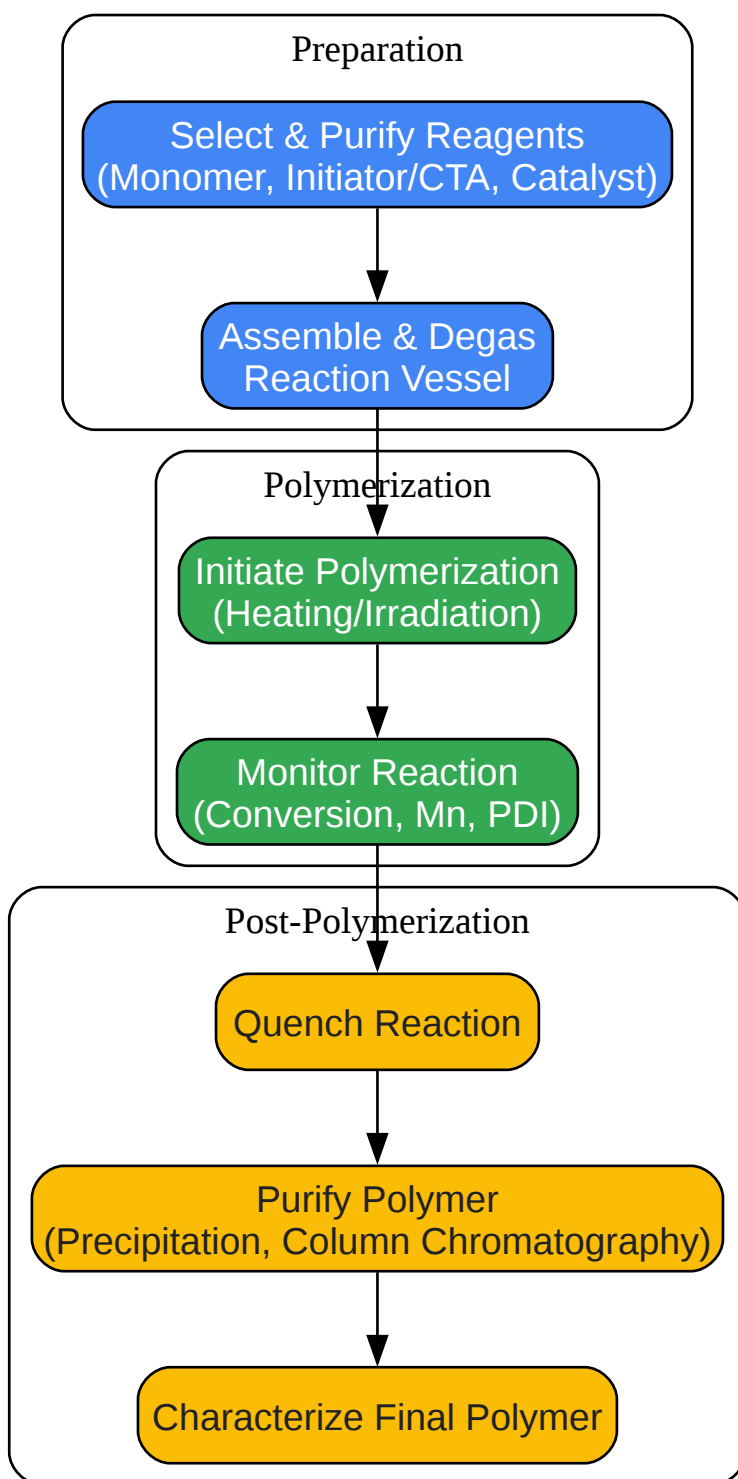 Preparation
Select & Purify Reagents
(Monomer, Initiator/CTA, Catalyst)
Assemble & Degas
Reaction Vessel
Polymerization
Initiate Polymerization
(Heating/Irradiation)
Monitor Reaction
(Conversion, Mn, PDI)
Post-Polymerization
Quench Reaction
Purify Polymer
(Precipitation, Column Chromatography)
Characterize Final Polymer